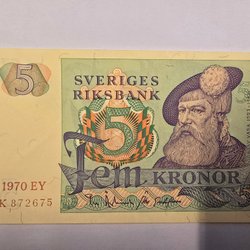 5
SVERIGES
RIKSBANK
5
1970 EY
Fem KRONOR
K 872675